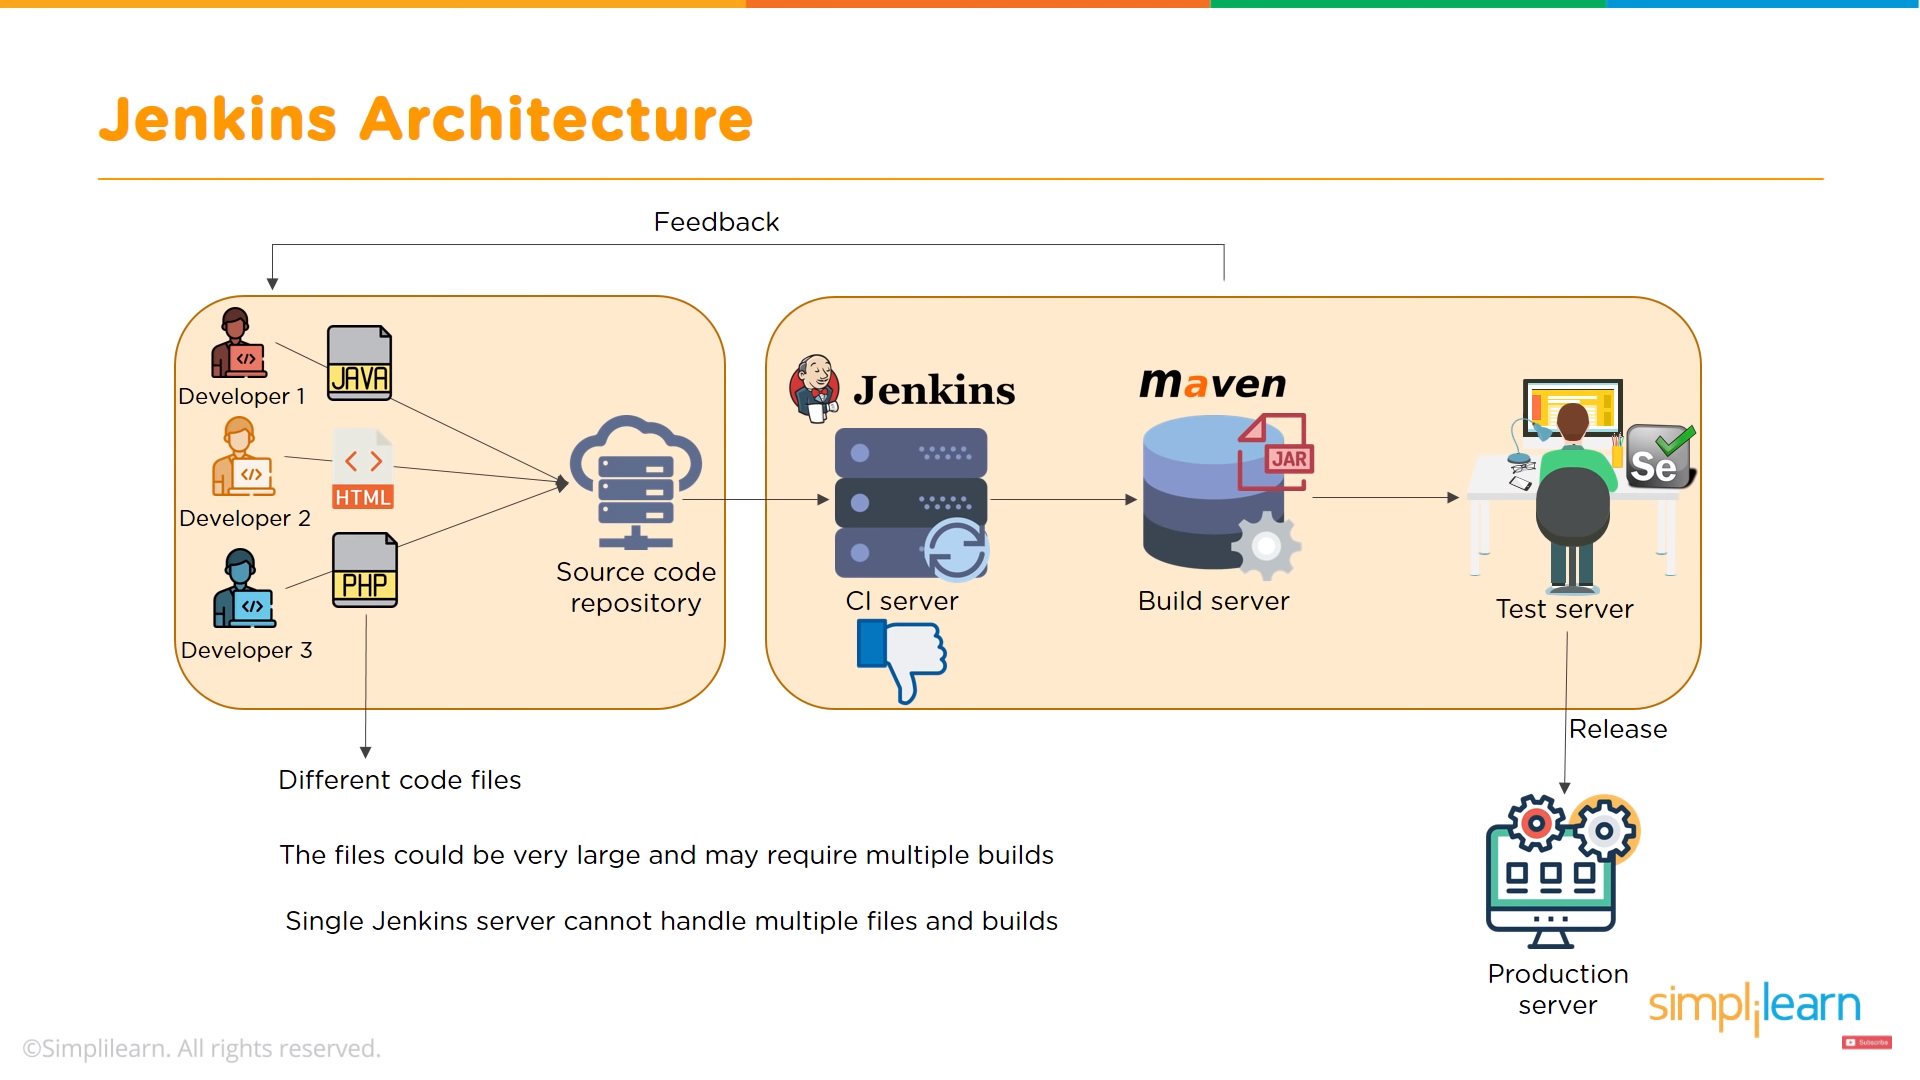 Jenkins Architecture
Feedback
Developer 1
JAVA
Developer 2
HTML
Developer 3
PHP
Source code
repository
Jenkins
CI server
maven
JAR
Build server
Se
Test server
Release
Different code files
The files could be very large and may require multiple builds
Single Jenkins server cannot handle multiple files and builds
Production
server
simplilearn
Subscribe
©Simplilearn. All rights reserved.